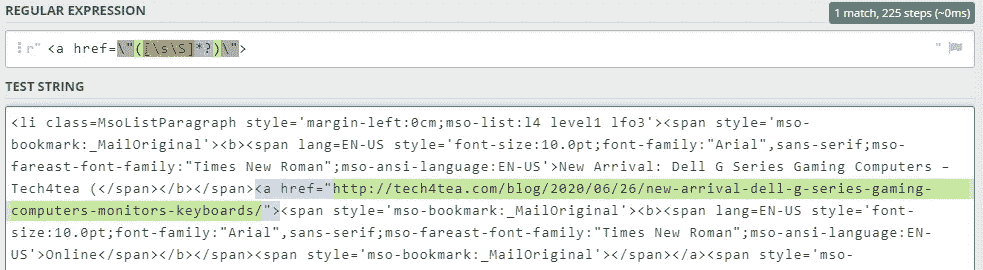 REGULAR EXPRESSION
1 match, 225 steps (~0ms)
r" <a href=\"([\s\S]*?)\"> "
TEST STRING
<li class=MsoListParagraph style='margin-left:0cm;mso-list:l4 level1 lfo3'><span style='mso-
bookmark:_MailOriginal'><b><span lang=EN-US style='font-size:10.0pt;font-family:"Arial",sans-serif;mso-
fareast-font-family:"Times New Roman";mso-ansi-language:EN-US'>New Arrival: Dell G Series Gaming Computers –
Tech4tea (</span></b></span><a href="http://tech4tea.com/blog/2020/06/26/new-arrival-dell-g-series-gaming-
computers-monitors-keyboards/"><span style='mso-bookmark:_MailOriginal'><b><span lang=EN-US style='font-
size:10.0pt;font-family:"Arial",sans-serif;mso-fareast-font-family:"Times New Roman";mso-ansi-language:EN-
US'>Online</span></b></span></a><span style='mso-